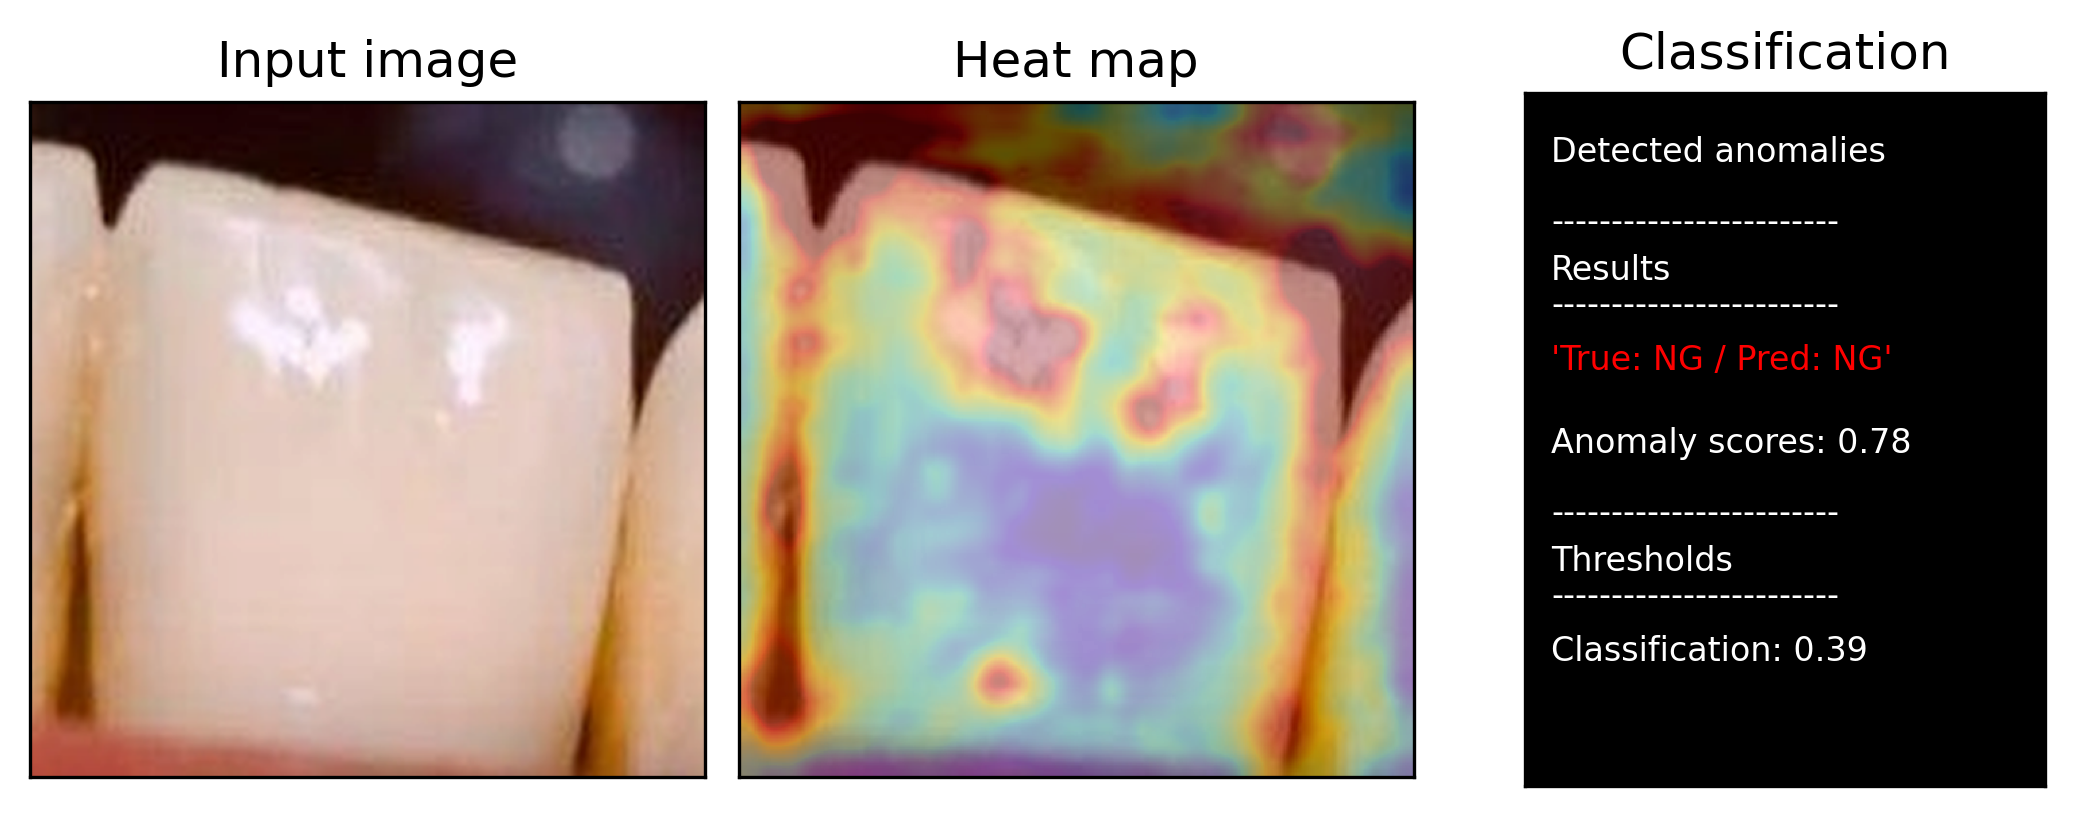 Input image
Heat map
Classification
Detected anomalies
------------------------
Results
------------------------
'True: NG / Pred: NG'
Anomaly scores: 0.78
------------------------
Thresholds
------------------------
Classification: 0.39